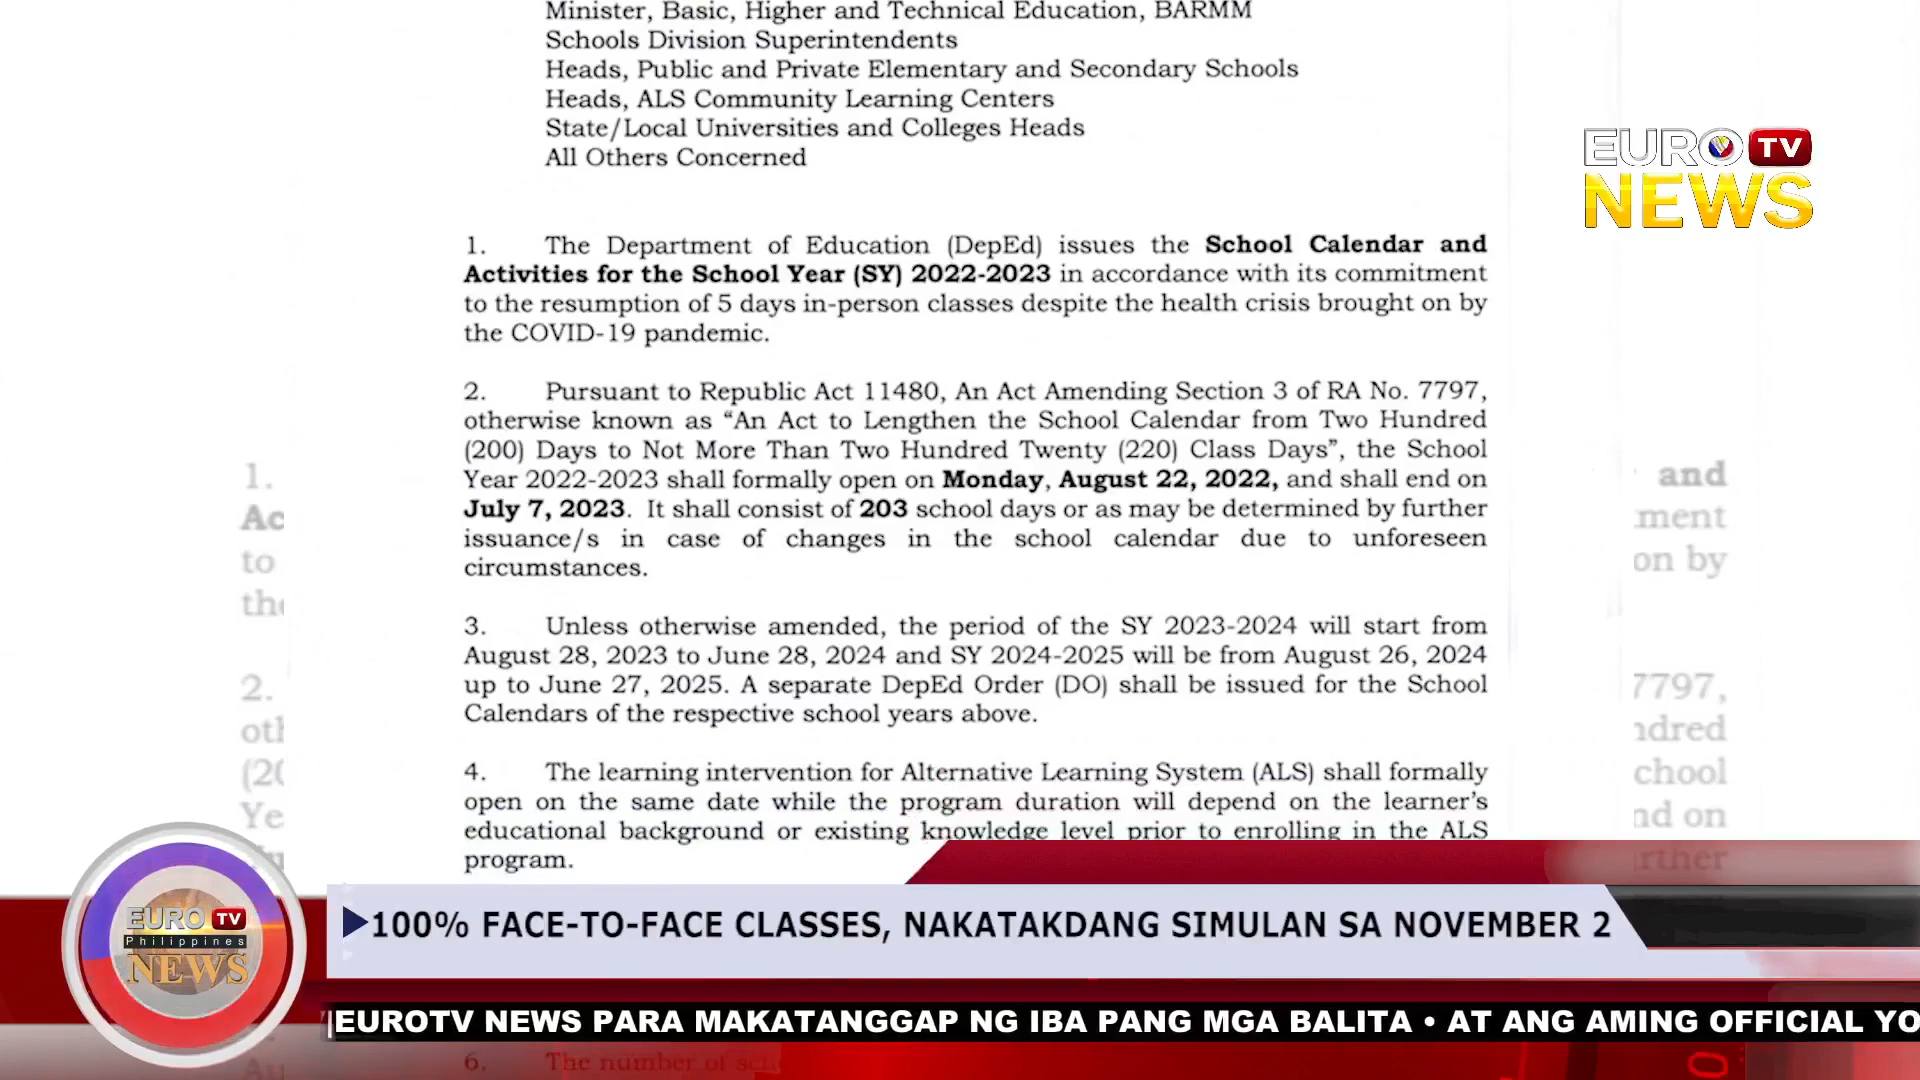 Minister, Basic, Higher and Technical Education, BARMM
Schools Division Superintendents
Heads, Public and Private Elementary and Secondary Schools
Heads, ALS Community Learning Centers
State/Local Universities and Colleges Heads
All Others Concerned
EURO TV
NEWS
1. The Department of Education (DepEd) issues the School Calendar and
Activities for the School Year (SY) 2022-2023 in accordance with its commitment
to the resumption of 5 days in-person classes despite the health crisis brought on by
the COVID-19 pandemic.
2. Pursuant to Republic Act 11480, An Act Amending Section 3 of RA No. 7797,
otherwise known as “An Act to Lengthen the School Calendar from Two Hundred
(200) Days to Not More Than Two Hundred Twenty (220) Class Days”, the School
Year 2022-2023 shall formally open on Monday, August 22, 2022, and shall end on
July 7, 2023. It shall consist of 203 school days or as may be determined by further
issuance/s in case of changes in the school calendar due to unforeseen
circumstances.
3. Unless otherwise amended, the period of the SY 2023-2024 will start from
August 28, 2023 to June 28, 2024 and SY 2024-2025 will be from August 26, 2024
up to June 27, 2025. A separate DepEd Order (DO) shall be issued for the School
Calendars of the respective school years above.
4. The learning intervention for Alternative Learning System (ALS) shall formally
open on the same date while the program duration will depend on the learner’s
educational background or existing knowledge level prior to enrolling in the ALS
program.
EURO TV
Philippines
NEWS
100% FACE-TO-FACE CLASSES, NAKATAKDANG SIMULAN SA NOVEMBER 2
EUROTV NEWS PARA MAKATANGGAP NG IBA PANG MGA BALITA • AT ANG AMING OFFICIAL YO
6. The number of